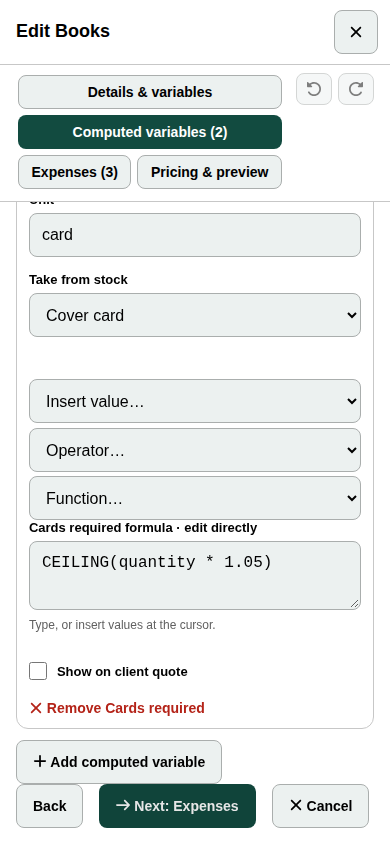 Edit Books
Details & variables
Computed variables (2)
Expenses (3)
Pricing & preview
Unit
card
Take from stock
Cover card
Insert value…
Operator…
Function…
Cards required formula · edit directly
CEILING(quantity * 1.05)
Type, or insert values at the cursor.
Show on client quote
Remove Cards required
Add computed variable
Back
Next: Expenses
Cancel